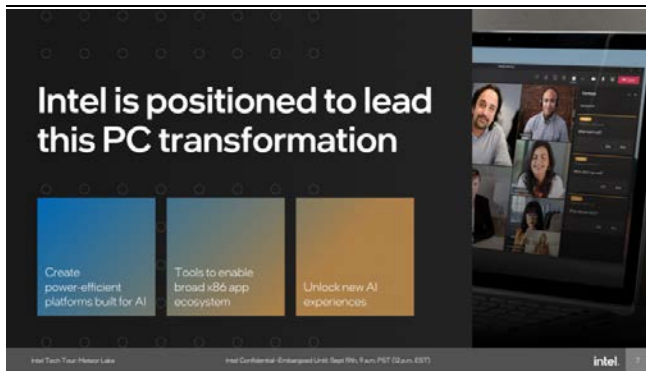 Intel is positioned to lead
this PC transformation
Create
power-efficient
platforms built for AI
Tools to enable
broad x86 app
ecosystem
Unlock new AI
experiences
Intel Tech Tour: Meteor Lake
Intel Confidential - Embargoed Until: Sept 19th, 9 a.m. PST (12 p.m. EST)
intel.
7